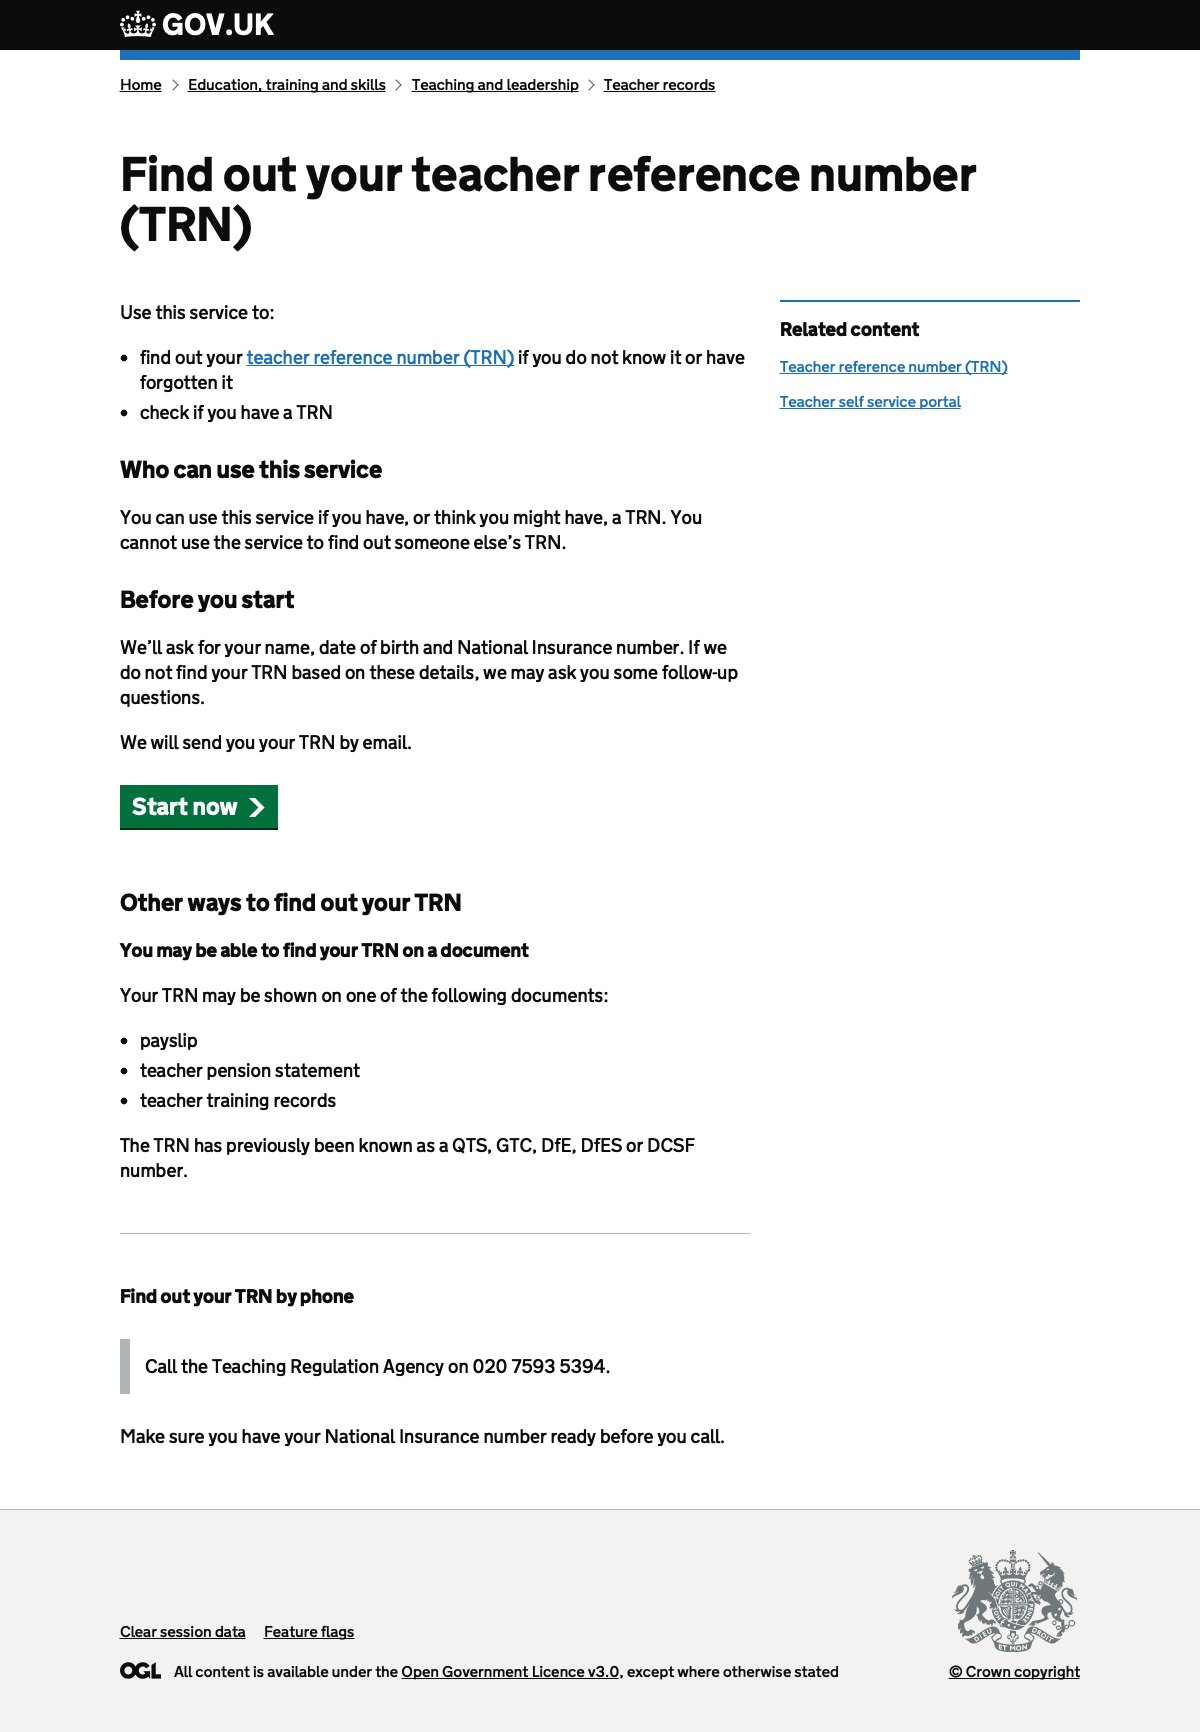 GOV.UK
Home
Education, training and skills
Teaching and leadership
Teacher records
Find out your teacher reference number
(TRN)
Use this service to:
• find out your teacher reference number (TRN) if you do not know it or have
forgotten it
• check if you have a TRN
Related content
Teacher reference number (TRN)
Teacher self service portal
Who can use this service
You can use this service if you have, or think you might have, a TRN. You
cannot use the service to find out someone else’s TRN.
Before you start
We’ll ask for your name, date of birth and National Insurance number. If we
do not find your TRN based on these details, we may ask you some follow-up
questions.
We will send you your TRN by email.
Start now
Other ways to find out your TRN
You may be able to find your TRN on a document
Your TRN may be shown on one of the following documents:
• payslip
• teacher pension statement
• teacher training records
The TRN has previously been known as a QTS, GTC, DfE, DfES or DCSF
number.
Find out your TRN by phone
Call the Teaching Regulation Agency on 020 7593 5394.
Make sure you have your National Insurance number ready before you call.
Clear session data
Feature flags
OGL
All content is available under the Open Government Licence v3.0, except where otherwise stated
DIEU ET MON DROIT
© Crown copyright